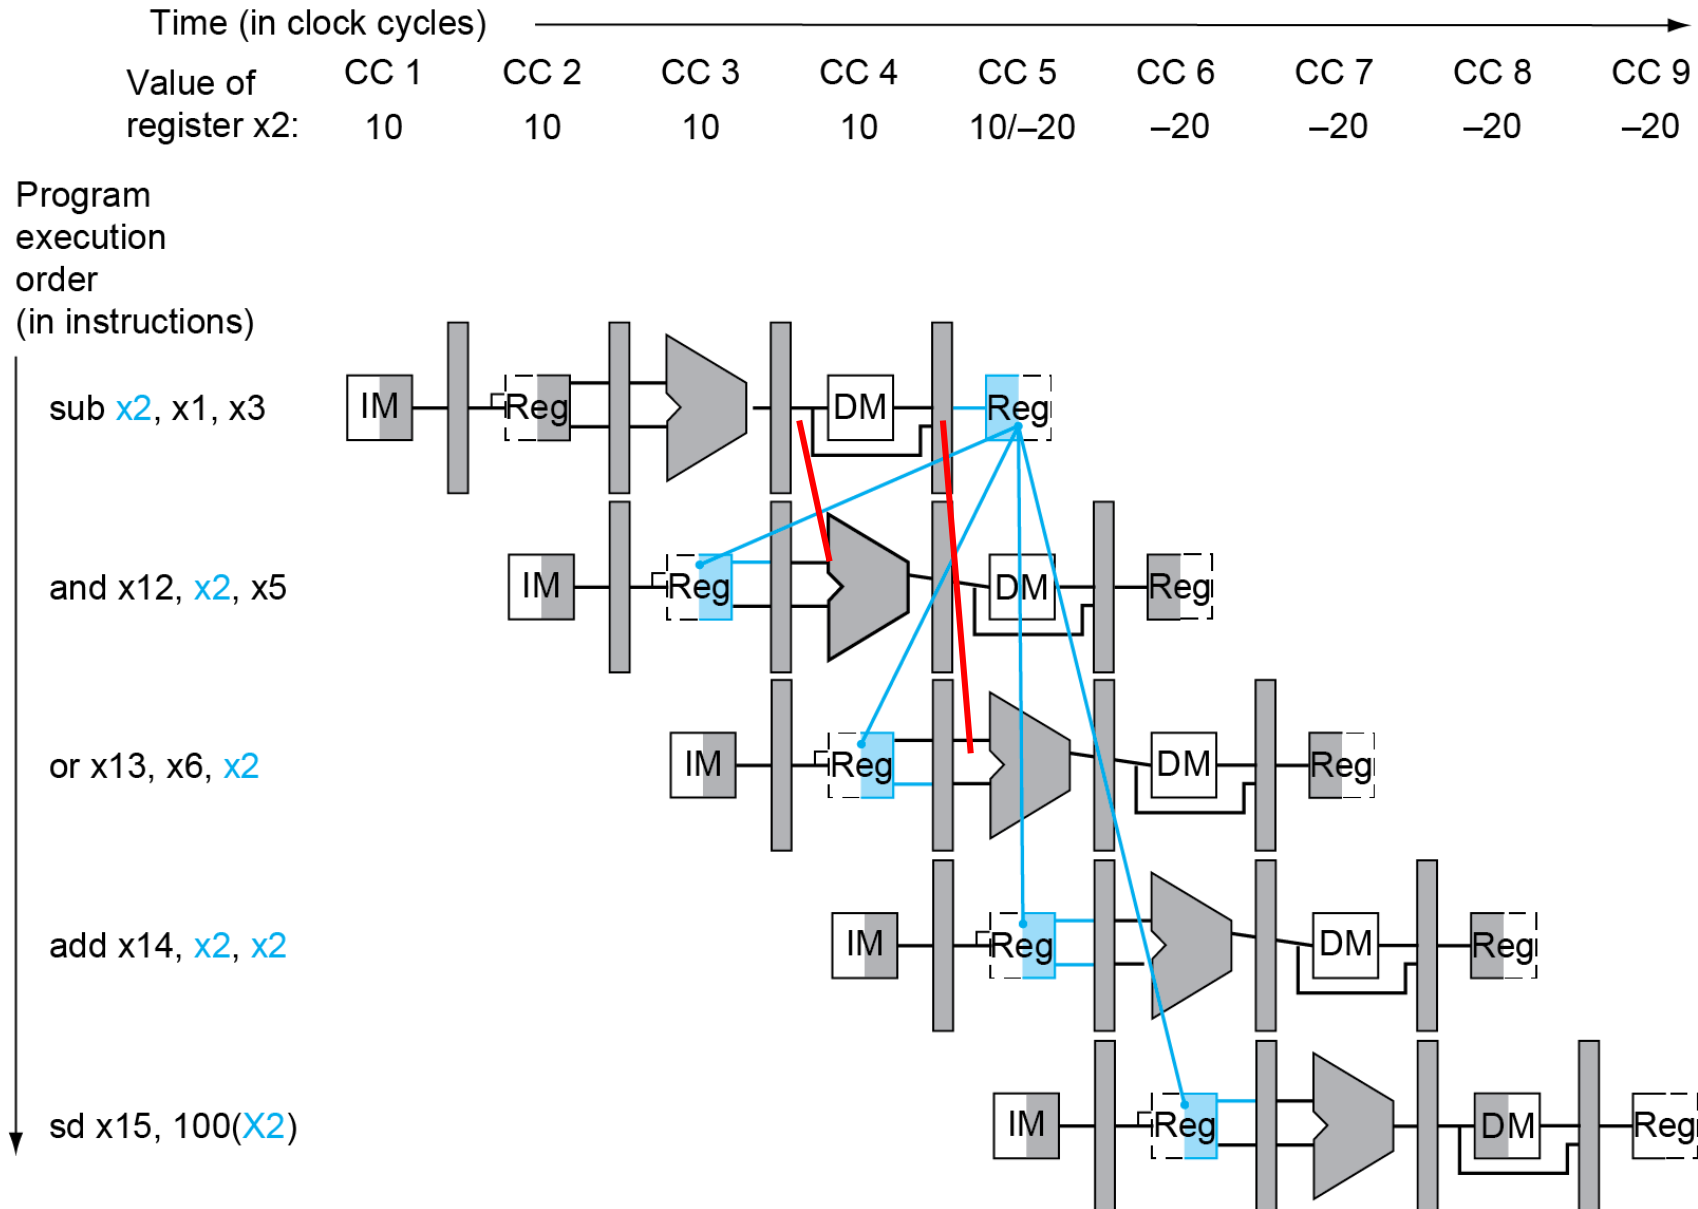 Time (in clock cycles)
Value of register x2:
CC 1 CC 2 CC 3 CC 4 CC 5 CC 6 CC 7 CC 8 CC 9
10 10 10 10 10/–20 –20 –20 –20 –20
Program
execution
order
(in instructions)
sub x2, x1, x3
IM Reg DM Reg
and x12, x2, x5
IM Reg DM Reg
or x13, x6, x2
IM Reg DM Reg
add x14, x2, x2
IM Reg DM Reg
sd x15, 100(X2)
IM Reg DM Reg